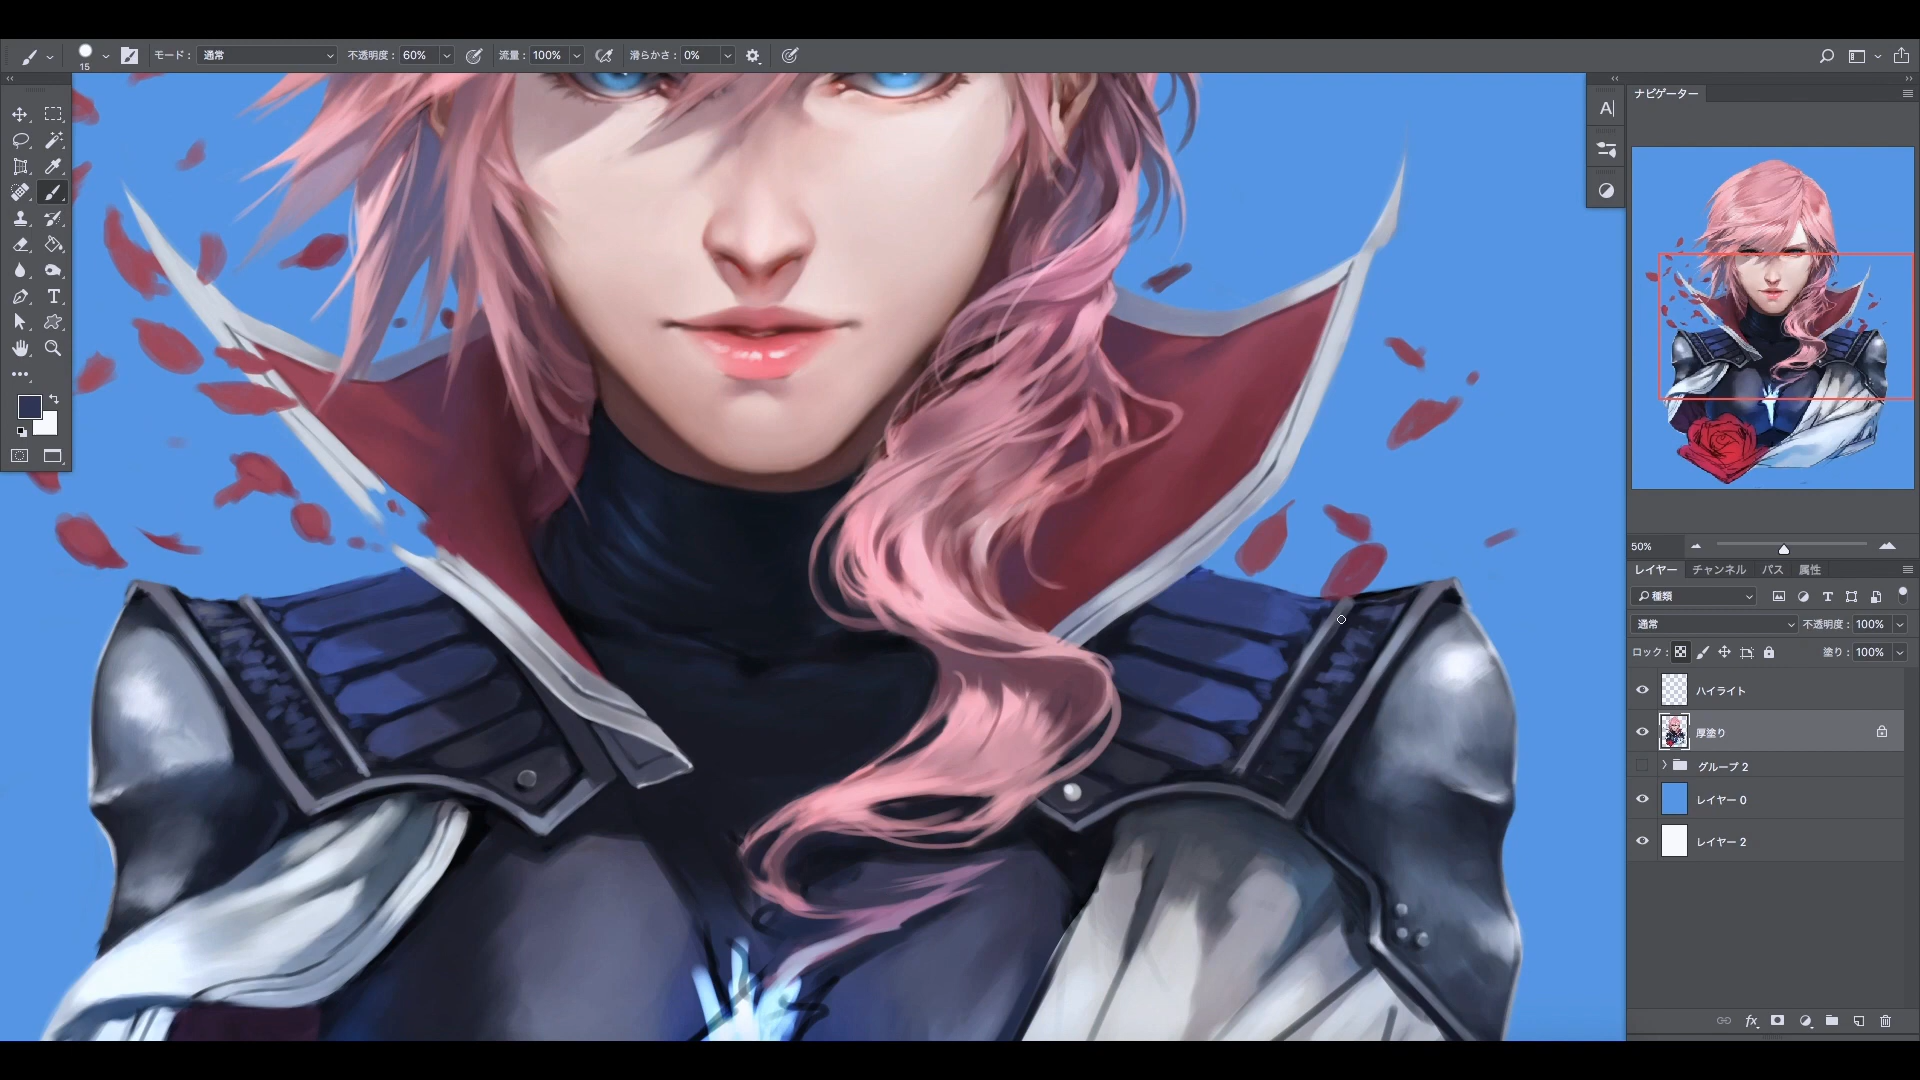 モード： 通常 不透明度： 60% 流量： 100% 滑らかさ： 0%
15
ナビゲーター
50%
レイヤー チャンネル パス 属性
種類
通常 不透明度： 100%
ロック： 塗り： 100%
ハイライト
厚塗り
グループ 2
レイヤー 0
レイヤー 2